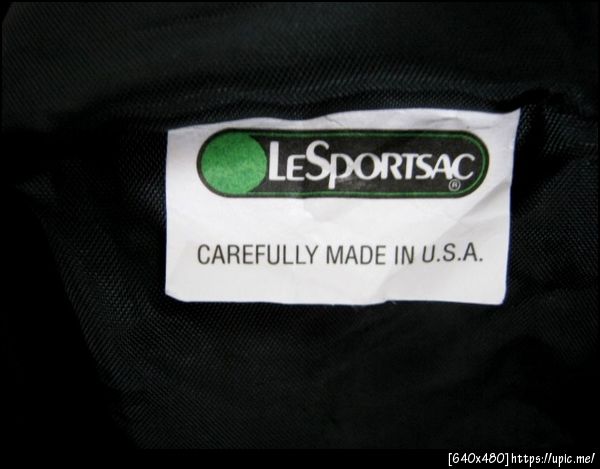 LESPORTSAC®
CAREFULLY MADE IN U.S.A.
[640x480]https://upic.me/